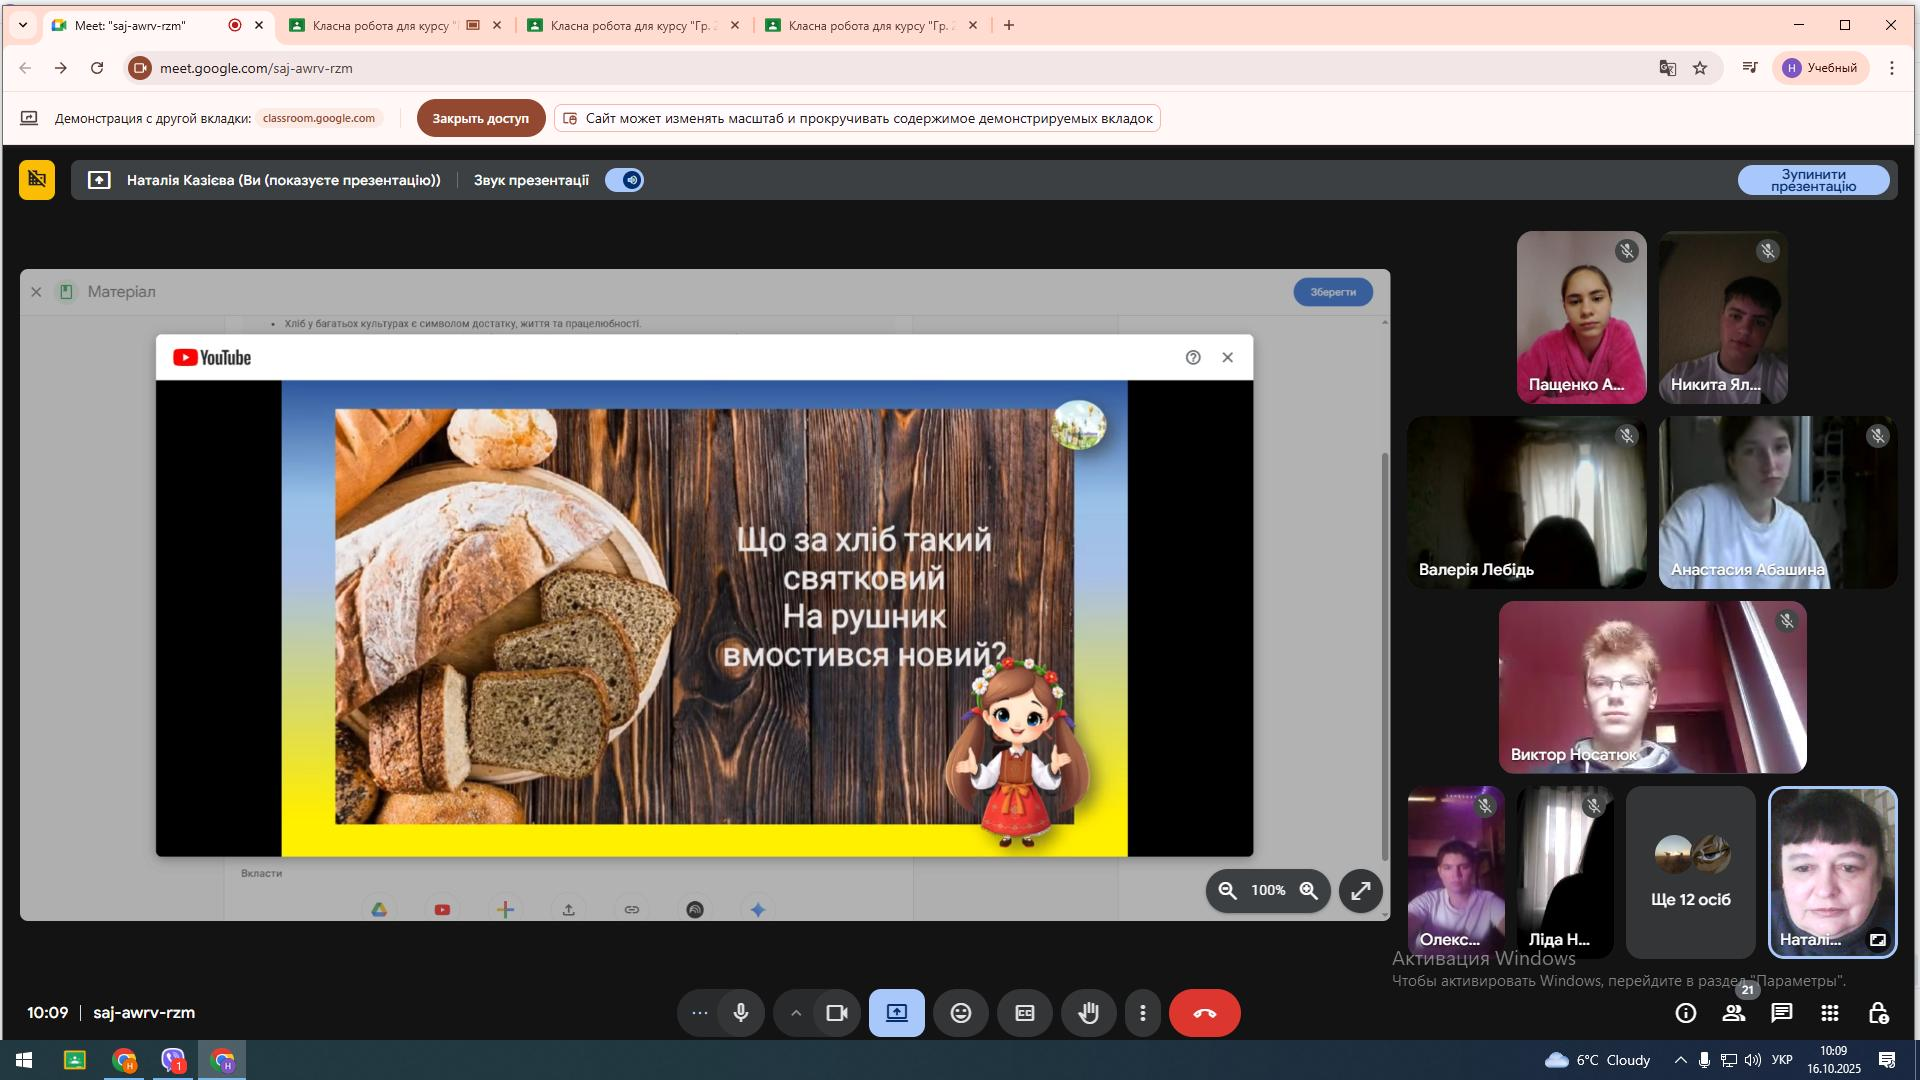 Meet: "saj-awrv-rzm"
Класна робота для курсу "
Класна робота для курсу "Гр. 2
Класна робота для курсу "Гр. 2
meet.google.com/saj-awrv-rzm
Н
Учебный
Демонстрация с другой вкладки:
classroom.google.com
Закрыть доступ
Сайт может изменять масштаб и прокручивать содержимое демонстрируемых вкладок
Наталія Казієва (Ви (показуєте презентацію))
Звук презентації
Зупинити
презентацію
Матеріал
Зберегти
Хліб у багатьох культурах є символом достатку, життя та працелюбності.
YouTube
Що за хліб такий
святковий
На рушник
вмостився новий?
Вкласти
100%
Пащенко А...
Никита Ял...
Валерія Лебідь
Анастасия Абашина
Виктор Носатюк
Олекс...
Ліда Н...
Ще 12 осіб
Наталі...
Активация Windows
Чтобы активировать Windows, перейдите в раздел "Параметры".
10:09
saj-awrv-rzm
21
6°C Cloudy
УКР
10:09
16.10.2025